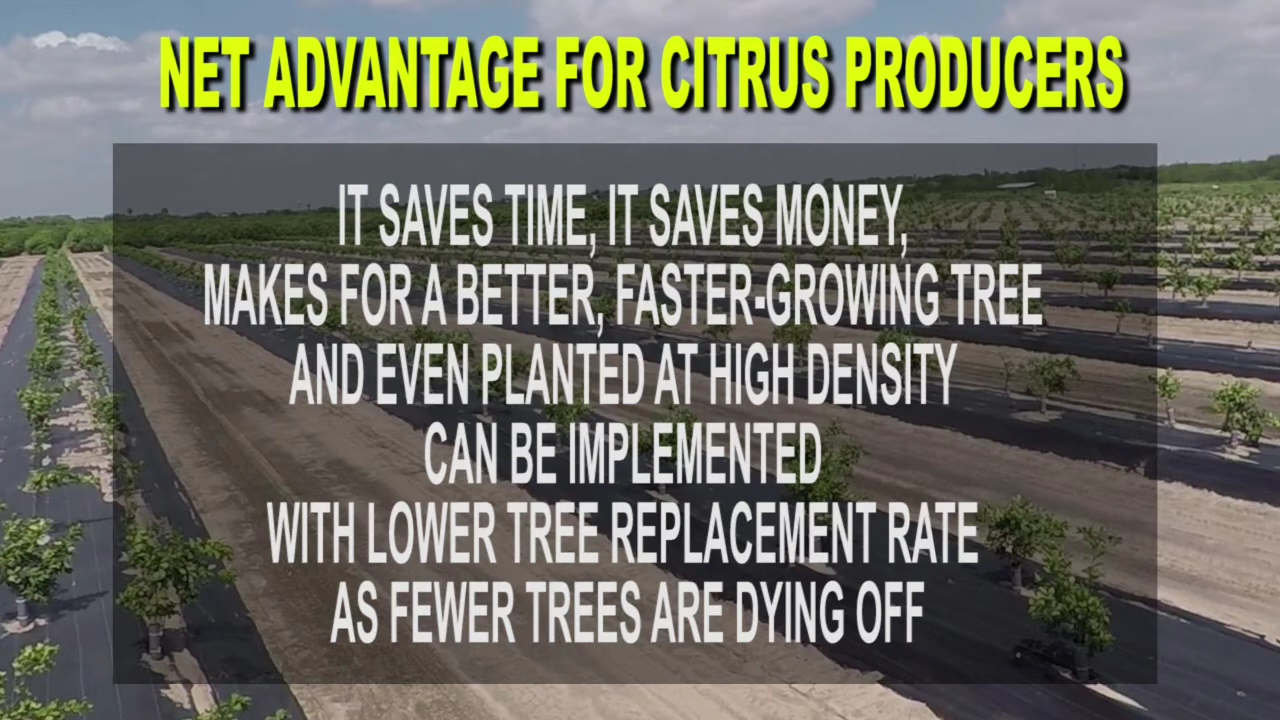 NET ADVANTAGE FOR CITRUS PRODUCERS
IT SAVES TIME, IT SAVES MONEY,
MAKES FOR A BETTER, FASTER-GROWING TREE
AND EVEN PLANTED AT HIGH DENSITY
CAN BE IMPLEMENTED
WITH LOWER TREE REPLACEMENT RATE
AS FEWER TREES ARE DYING OFF